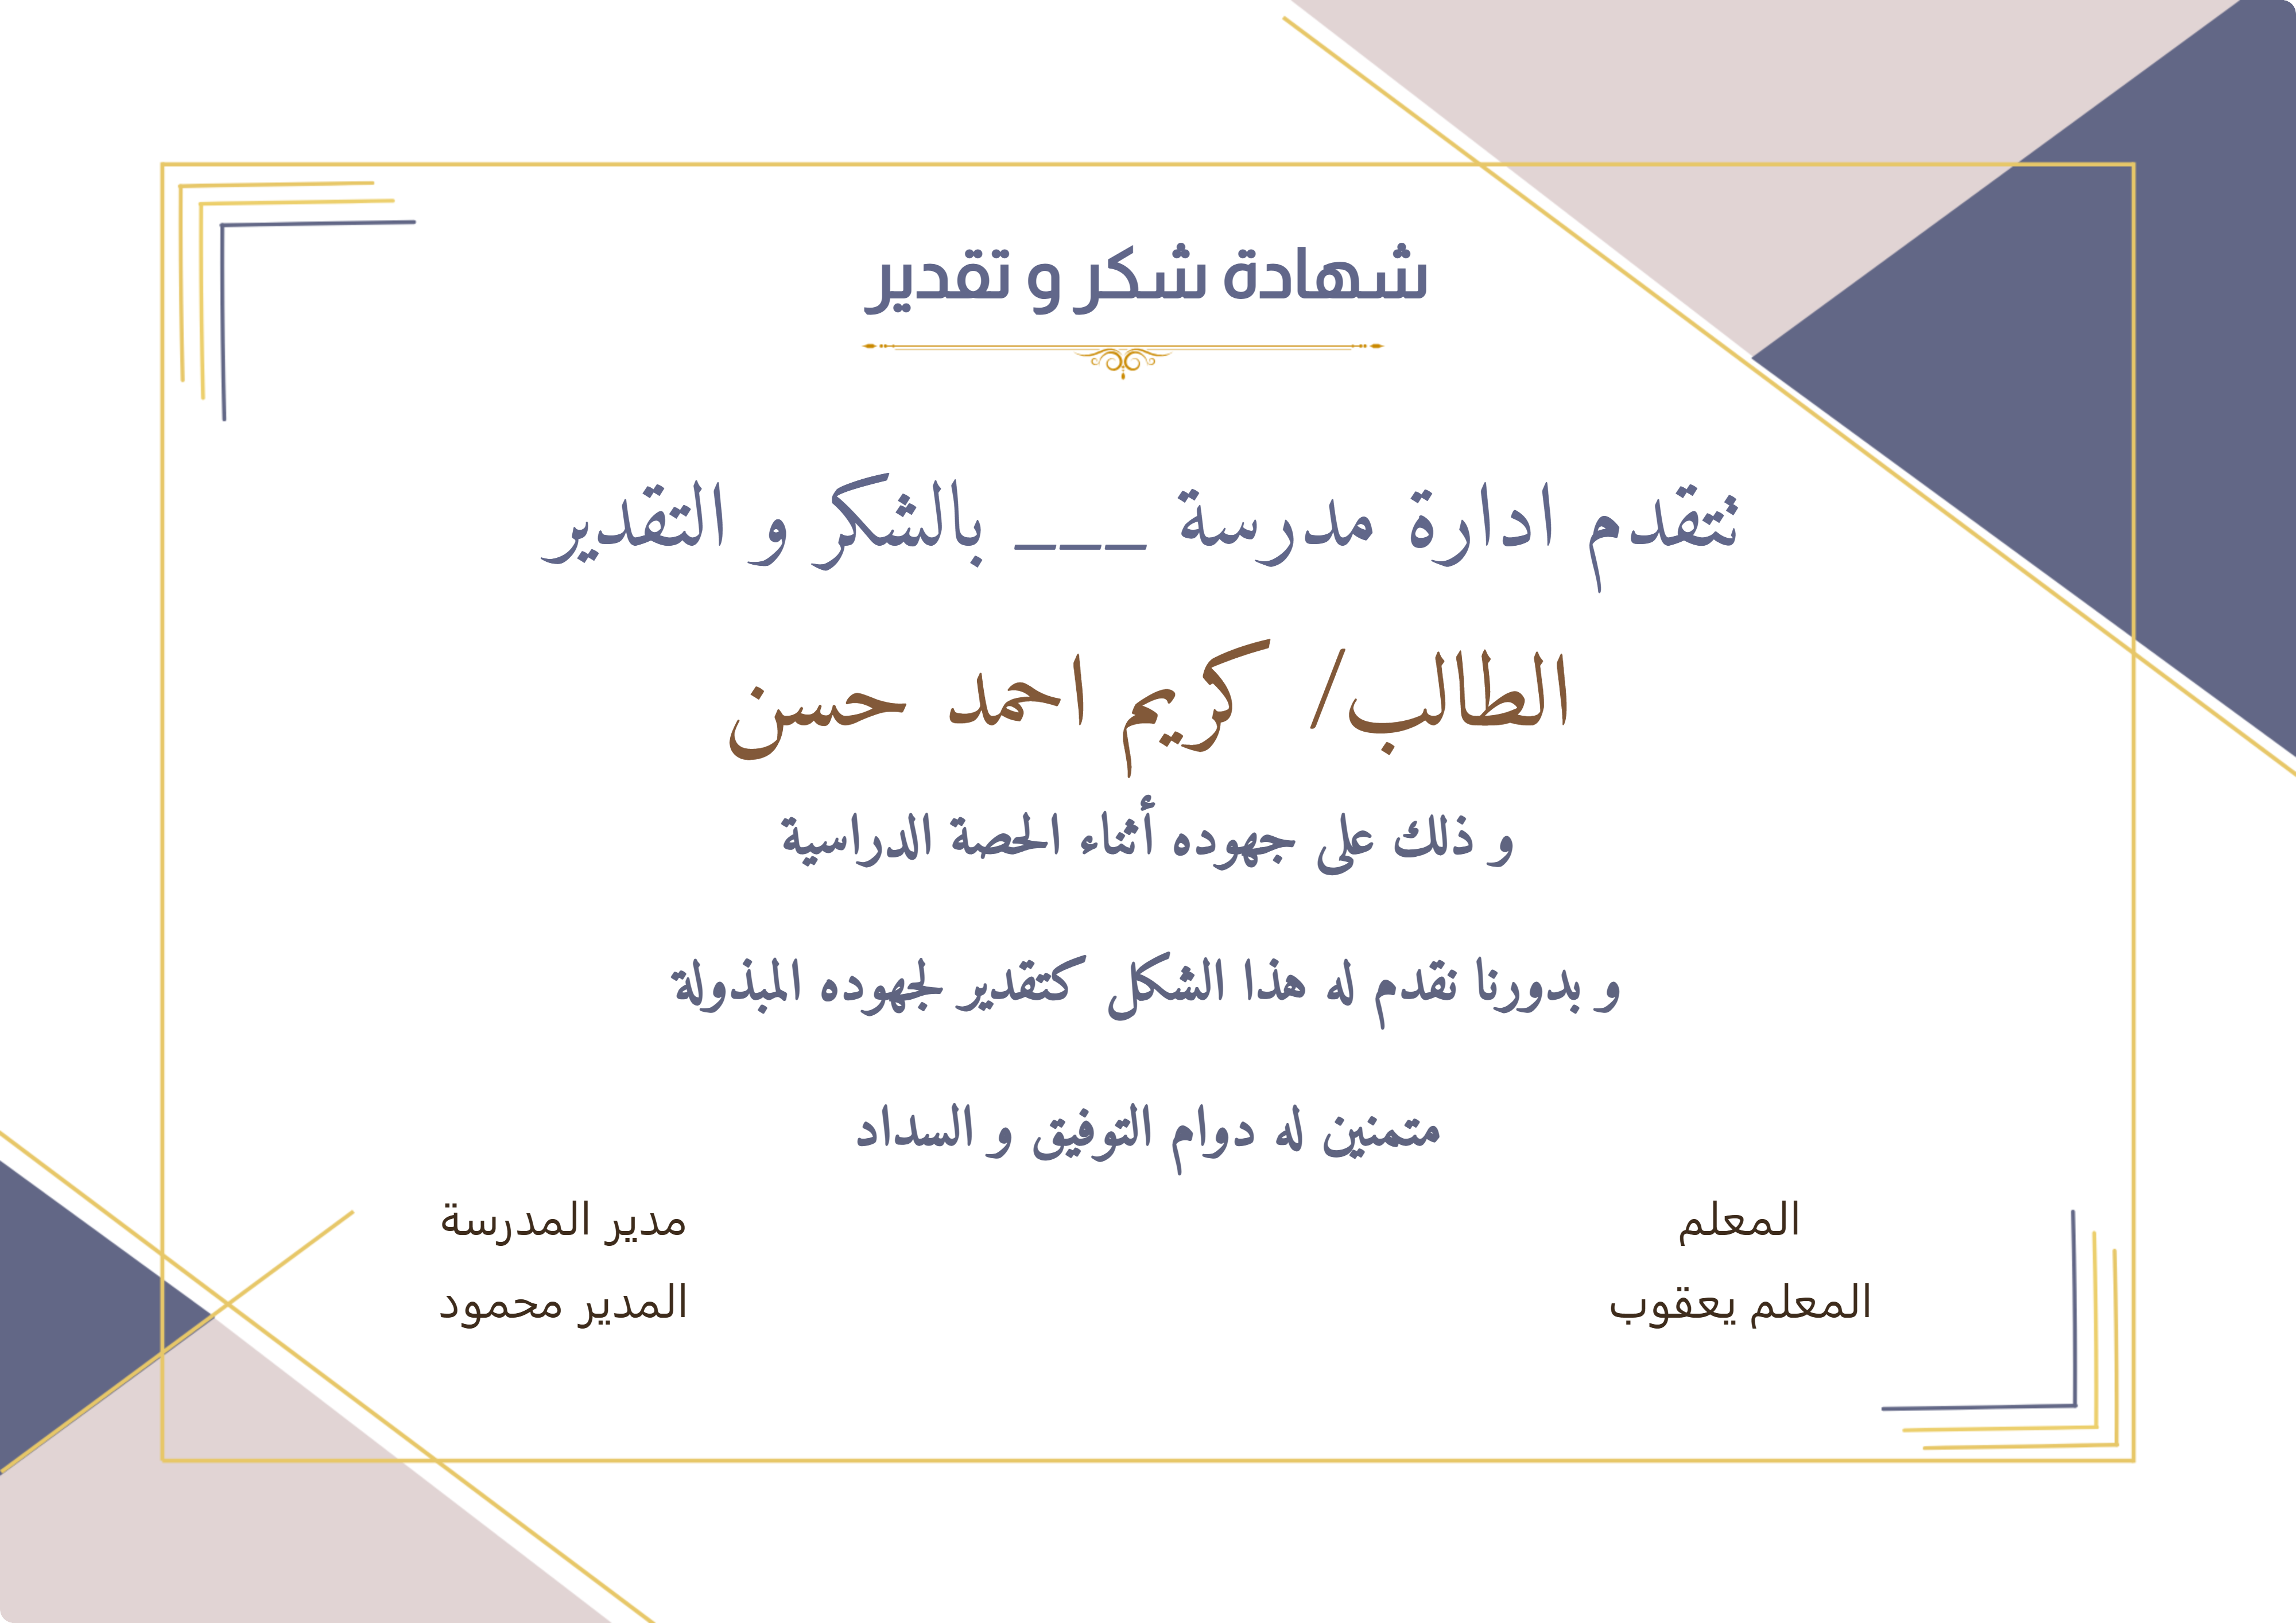 شهادة شكر و تقدير
تتقدم ادارة مدرسة ___ بالشكر و التقدير
الطالب/ كريم احمد حسن
و ذلك على جهوده أثناء الحصة الدراسية
و بدورنا نقدم له هذا الشكل كتقدير لجهوده المبذولة
متمنين له دوام التوفيق و السداد
المعلم
مدير المدرسة
المعلم يعقوب
المدير محمود